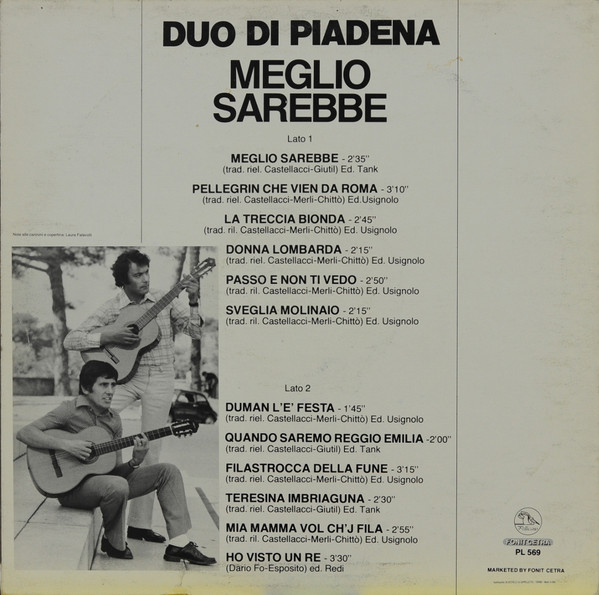 DUO DI PIADENA
MEGLIO
SAREBBE
Lato 1
MEGLIO SAREBBE - 2'35"
(trad. riel. Castellacci-Giutil) Ed. Tank
PELLEGRIN CHE VIEN DA ROMA - 3'10"
(trad. riel. Castellacci-Merli-Chittò) Ed.Usignolo
LA TRECCIA BIONDA - 2'45"
(trad. ril. Castellacci-Merli-Chittò) Ed.Usignolo
DONNA LOMBARDA - 2'15"
(trad. riel. Castellacci-Merli-Chittò) Ed. Usignolo
PASSO E NON TI VEDO - 2'50"
(trad. ril. Castellacci-Merli-Chittò) Ed. Usignolo
SVEGLIA MOLINAIO - 2'15"
(trad. ril. Castellacci-Merli-Chittò) Ed. Usignolo
Lato 2
DUMAN L'E' FESTA - 1'45"
(trad. riel. Castellacci-Merli-Chittò) Ed. Usignolo
QUANDO SAREMO REGGIO EMILIA -2'00"
(trad. riel. Castellacci-Giutil) Ed. Tank
FILASTROCCA DELLA FUNE - 3'15"
(trad. riel. Castellacci-Merli-Chittò) Ed. Usignolo
TERESINA IMBRIAGUNA - 2'30"
(trad. riel. Castellacci-Giutil) Ed. Tank
MIA MAMMA VOL CH'J FILA - 2'55"
(trad. ril. Castellacci-Merli-Chittò) Ed. Usignolo
HO VISTO UN RE - 3'30"
(Dario Fo-Esposito) ed. Redi
FONIT CETRA
PL 569
MARKETED BY FONIT CETRA